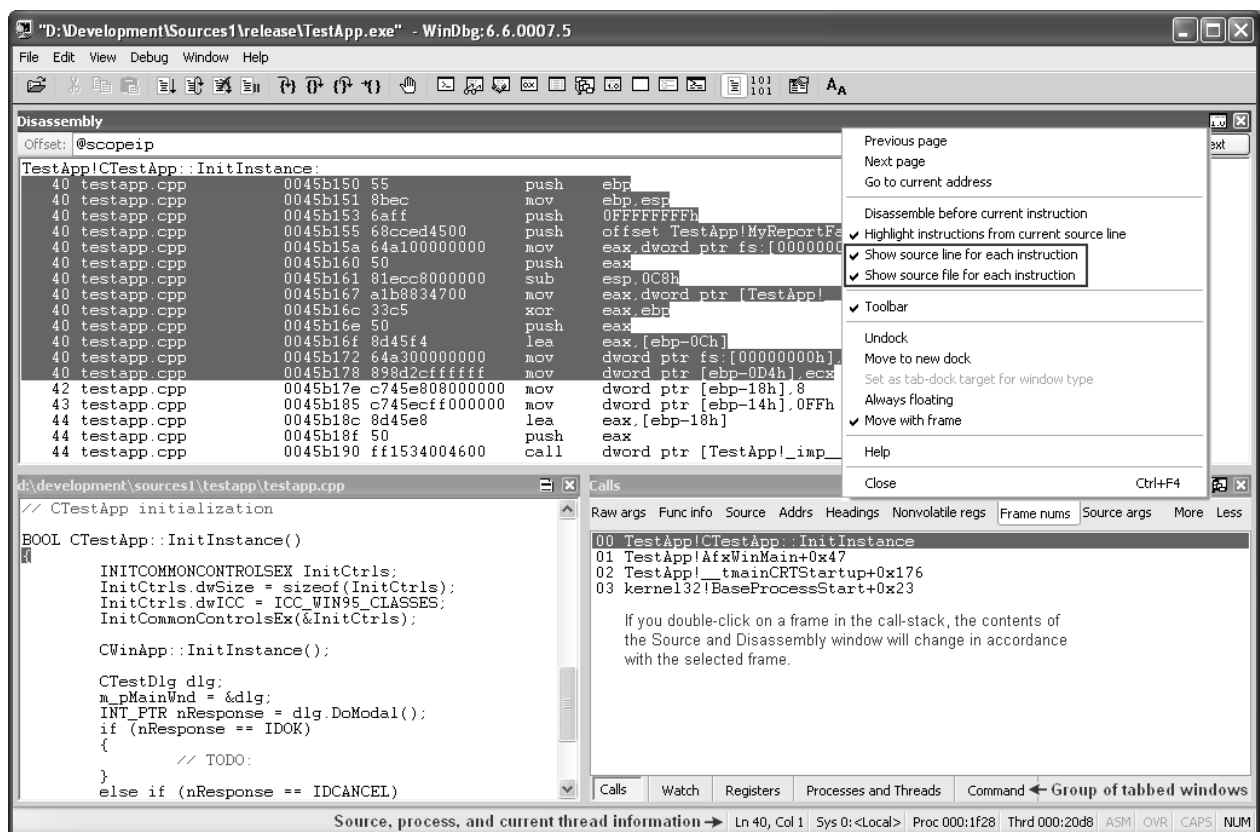 "D:\Development\Sources1\release\TestApp.exe" - WinDbg:6.6.0007.5
File Edit View Debug Window Help
Disassembly
Offset: @scopeip
TestApp!CTestApp::InitInstance:
40 testapp.cpp 0045b150 55 push ebp
40 testapp.cpp 0045b151 8bec mov ebp,esp
40 testapp.cpp 0045b153 6aff push 0FFFFFFFFh
40 testapp.cpp 0045b155 68cced4500 push offset TestApp!MyReportFa
40 testapp.cpp 0045b15a 64a100000000 mov eax,dword ptr fs:[0000000
40 testapp.cpp 0045b160 50 push eax
40 testapp.cpp 0045b161 81ecc8000000 sub esp,0C8h
40 testapp.cpp 0045b167 a1b8834700 mov eax,dword ptr [TestApp!_
40 testapp.cpp 0045b16c 33c5 xor eax,ebp
40 testapp.cpp 0045b16e 50 push eax
40 testapp.cpp 0045b16f 8d45f4 lea eax,[ebp-0Ch]
40 testapp.cpp 0045b172 64a300000000 mov dword ptr fs:[00000000h],
40 testapp.cpp 0045b178 898d2cffffff mov dword ptr [ebp-0D4h],ecx
42 testapp.cpp 0045b17e c745e808000000 mov dword ptr [ebp-18h],8
43 testapp.cpp 0045b185 c745ecff000000 mov dword ptr [ebp-14h],0FFh
44 testapp.cpp 0045b18c 8d45e8 lea eax,[ebp-18h]
44 testapp.cpp 0045b18f 50 push eax
44 testapp.cpp 0045b190 ff1534004600 call dword ptr [TestApp!_imp__
Previous page
Next page
Go to current address
Disassemble before current instruction
Highlight instructions from current source line
Show source line for each instruction
Show source file for each instruction
Toolbar
Undock
Move to new dock
Set as tab-dock target for window type
Always floating
Move with frame
Help
Close Ctrl+F4
d:\development\sources1\testapp\testapp.cpp
// CTestApp initialization
BOOL CTestApp::InitInstance()
{
INITCOMMONCONTROLSEX InitCtrls;
InitCtrls.dwSize = sizeof(InitCtrls);
InitCtrls.dwICC = ICC_WIN95_CLASSES;
InitCommonControlsEx(&InitCtrls);
CWinApp::InitInstance();
CTestDlg dlg;
m_pMainWnd = &dlg;
INT_PTR nResponse = dlg.DoModal();
if (nResponse == IDOK)
{
// TODO:
}
else if (nResponse == IDCANCEL)
Calls
Raw args Func info Source Addrs Headings Nonvolatile regs Frame nums Source args More Less
00 TestApp!CTestApp::InitInstance
01 TestApp!AfxWinMain+0x47
02 TestApp!__tmainCRTStartup+0x176
03 kernel32!BaseProcessStart+0x23
If you double-click on a frame in the call-stack, the contents of
the Source and Disassembly window will change in accordance
with the selected frame.
Calls Watch Registers Processes and Threads Command ← Group of tabbed windows
Source, process, and current thread information → Ln 40, Col 1 Sys 0:<Local> Proc 000:1f28 Thrd 000:20d8 ASM OVR CAPS NUM